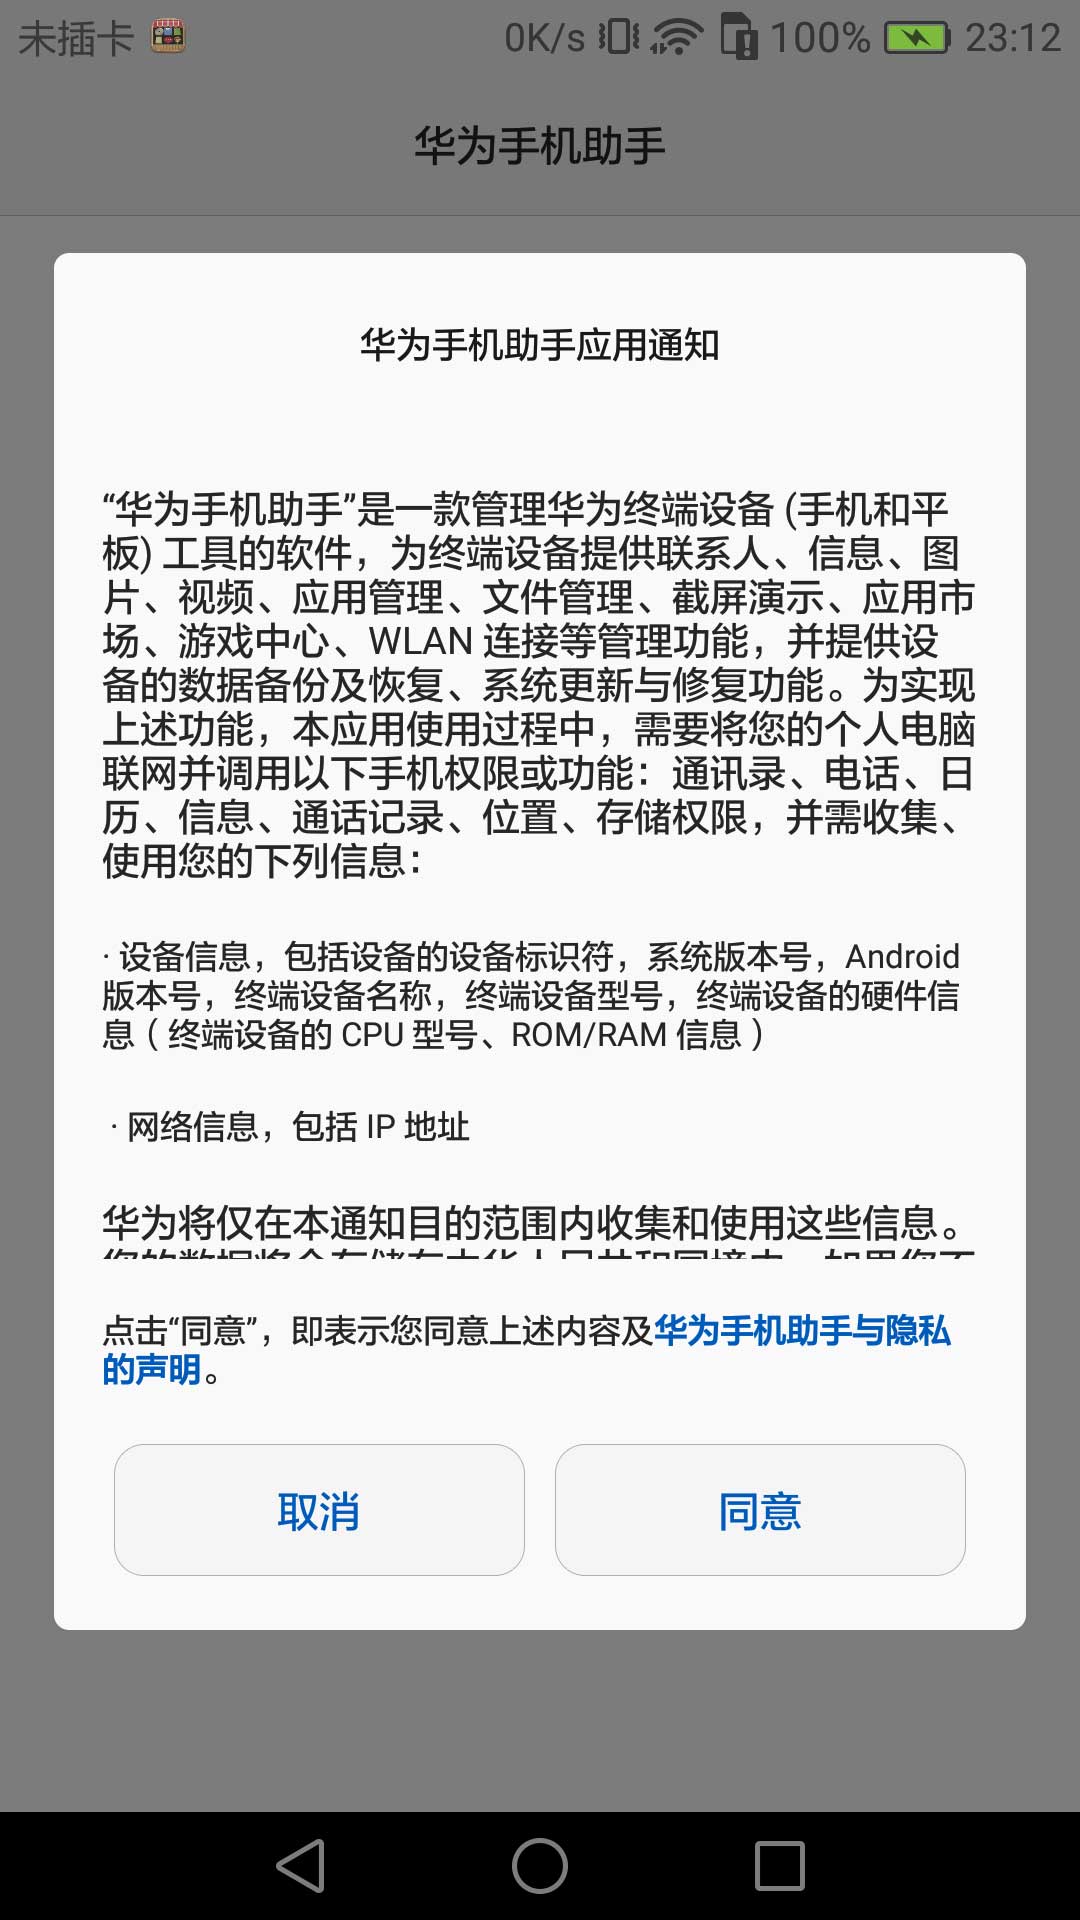 未插卡 0K/s 100% 23:12
华为手机助手
华为手机助手应用通知
“华为手机助手”是一款管理华为终端设备 (手机和平
板) 工具的软件，为终端设备提供联系人、信息、图
片、视频、应用管理、文件管理、截屏演示、应用市
场、游戏中心、WLAN 连接等管理功能，并提供设
备的数据备份及恢复、系统更新与修复功能。为实现
上述功能，本应用使用过程中，需要将您的个人电脑
联网并调用以下手机权限或功能：通讯录、电话、日
历、信息、通话记录、位置、存储权限，并需收集、
使用您的下列信息：
· 设备信息，包括设备的设备标识符，系统版本号，Android
版本号，终端设备名称，终端设备型号，终端设备的硬件信
息（终端设备的 CPU 型号、ROM/RAM 信息）
· 网络信息，包括 IP 地址
华为将仅在本通知目的范围内收集和使用这些信息。
点击“同意”，即表示您同意上述内容及华为手机助手与隐私
的声明。
取消 同意